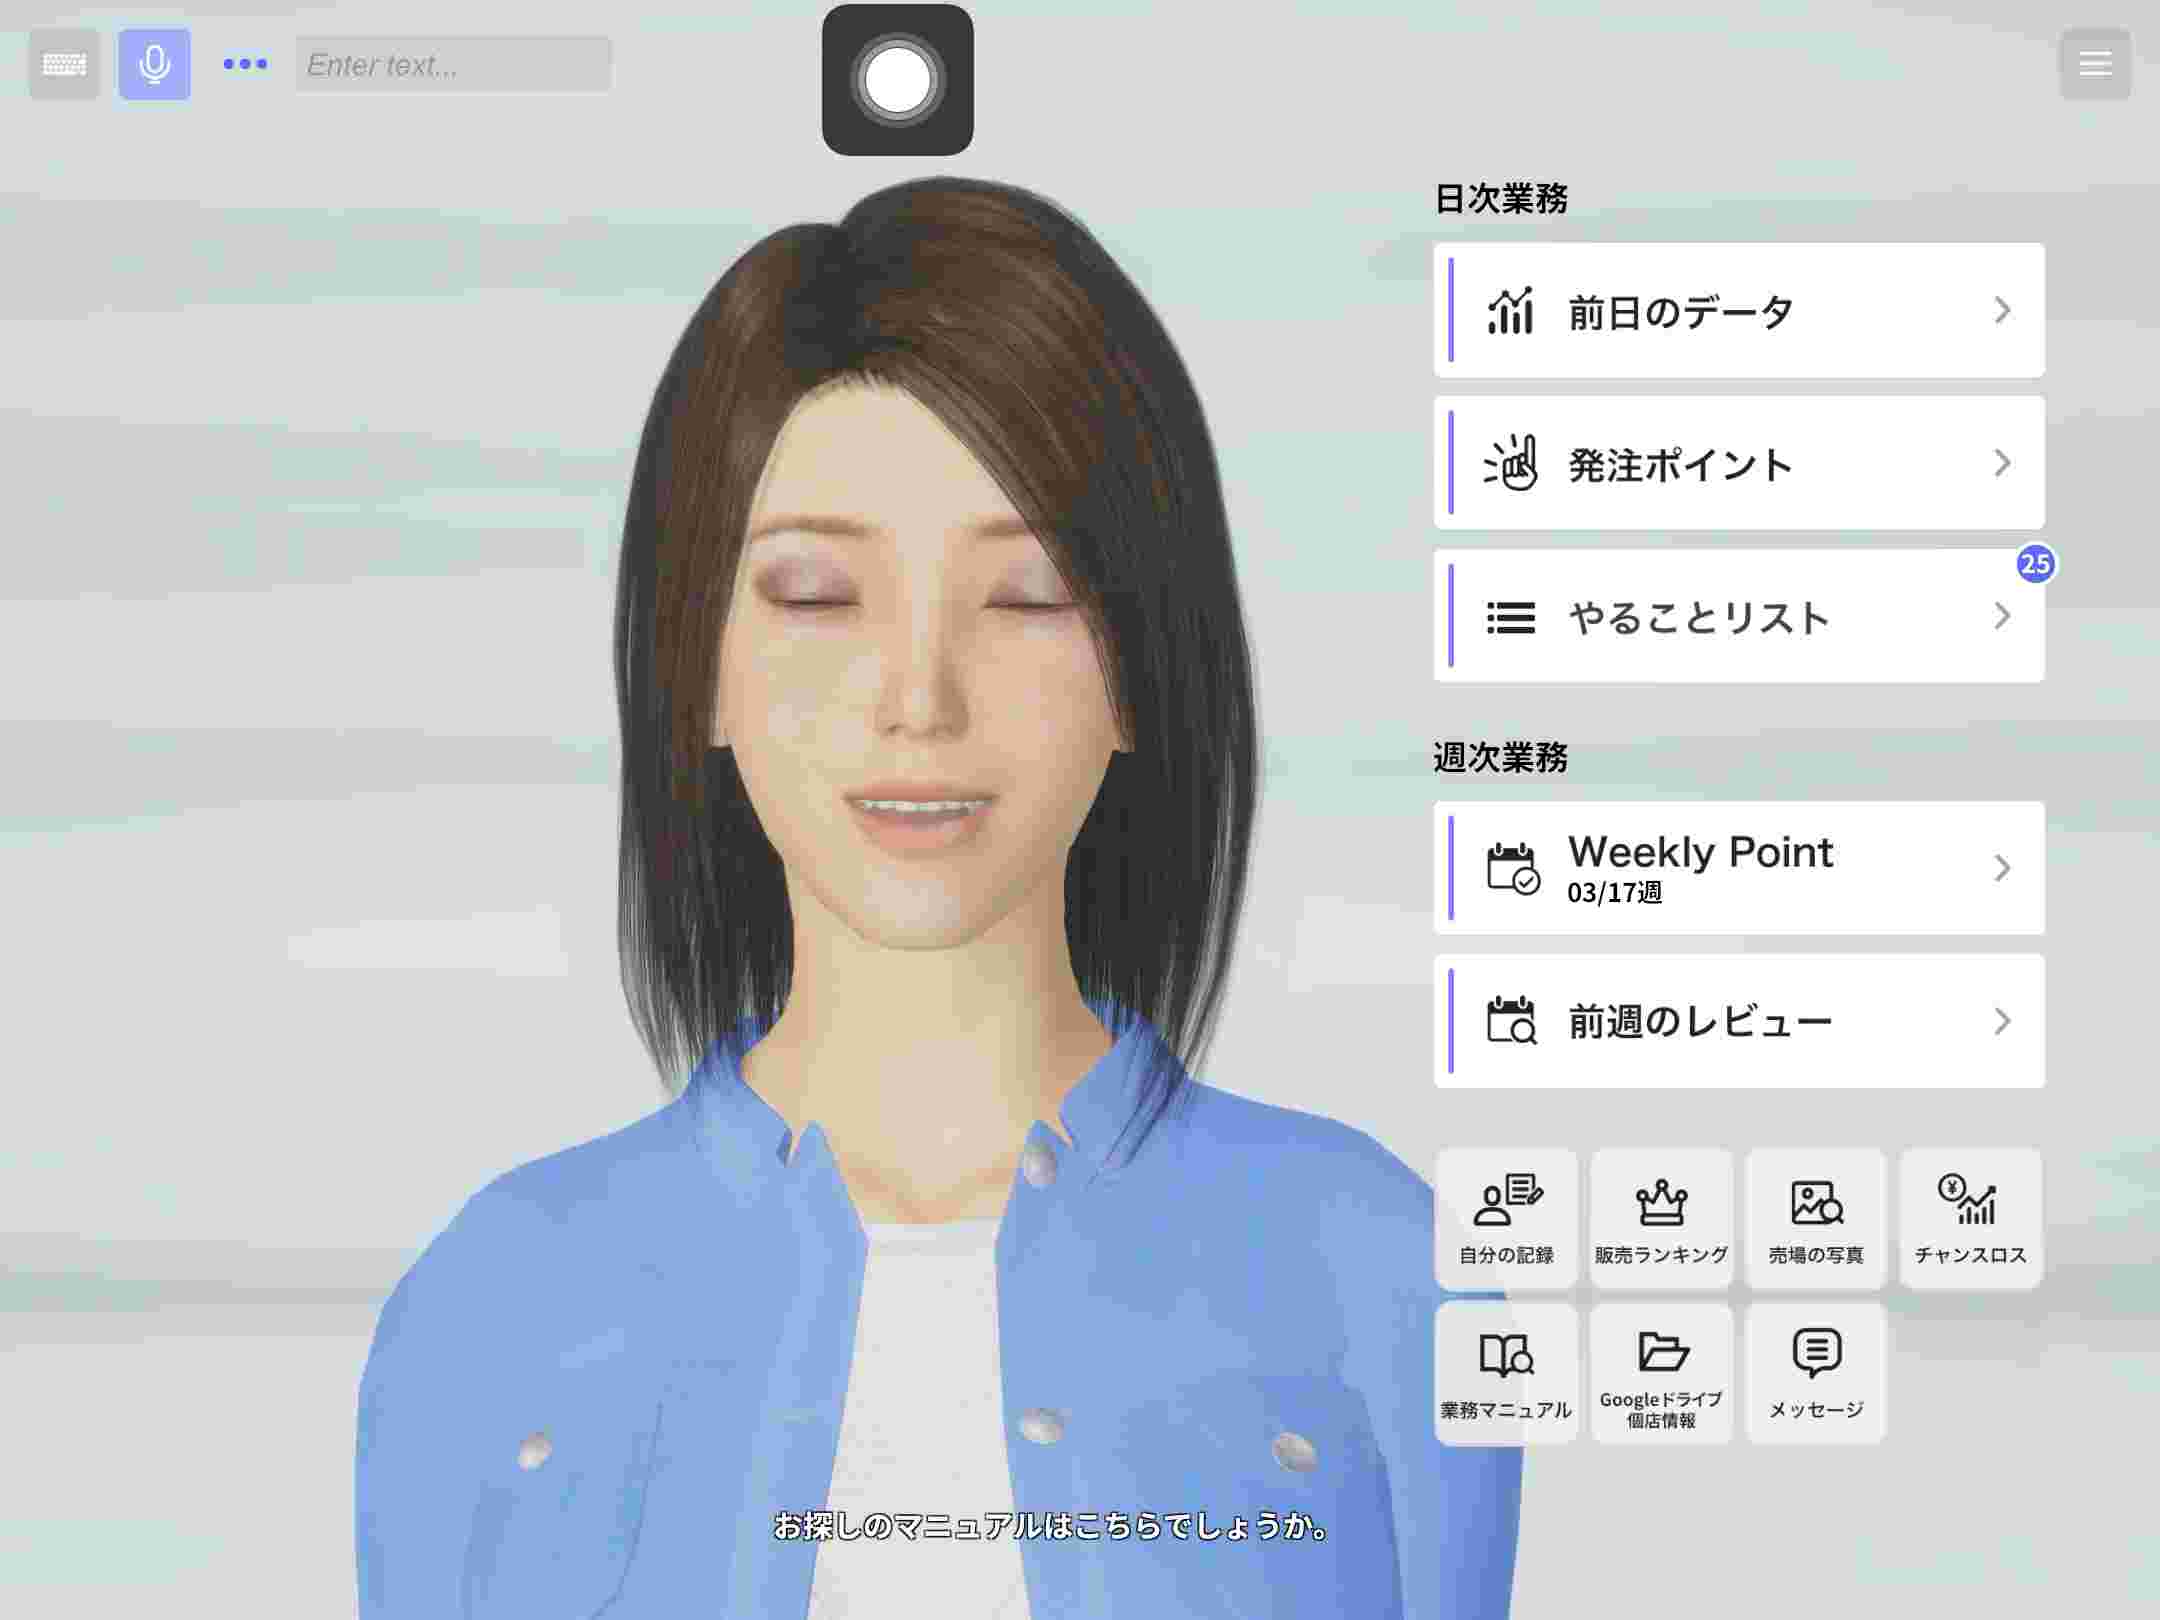 Enter text...
日次業務
前日のデータ
発注ポイント
25
やることリスト
週次業務
Weekly Point
03/17週
前週のレビュー
自分の記録
販売ランキング
売場の写真
¥
チャンスロス
業務マニュアル
Googleドライブ
個店情報
メッセージ
お探しのマニュアルはこちらでしょうか。